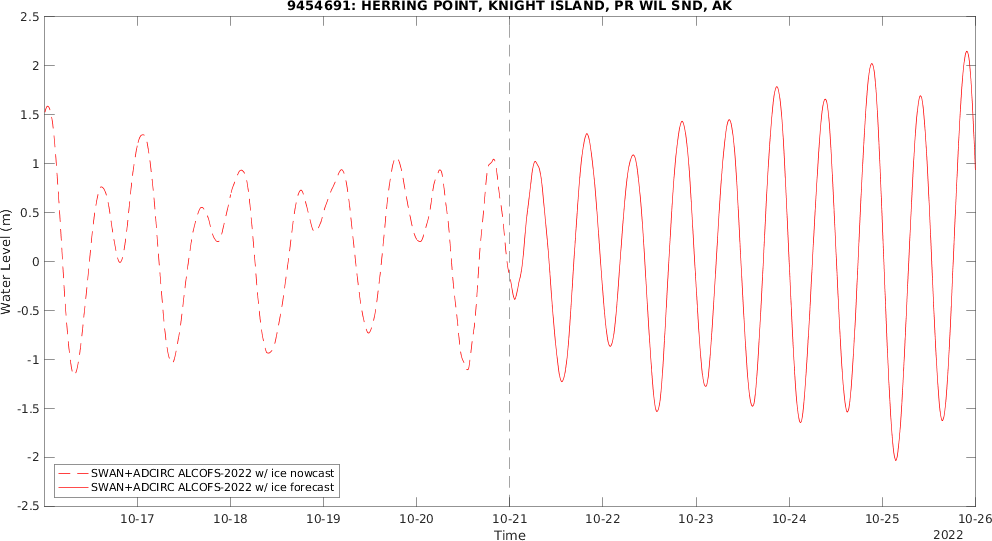 9454691: HERRING POINT, KNIGHT ISLAND, PR WIL SND, AK
Water Level (m)
2.5
2
1.5
1
0.5
0
-0.5
-1
-1.5
-2
-2.5
SWAN+ADCIRC ALCOFS-2022 w/ ice nowcast
SWAN+ADCIRC ALCOFS-2022 w/ ice forecast
10-17 10-18 10-19 10-20 10-21 10-22 10-23 10-24 10-25 10-26
Time
2022